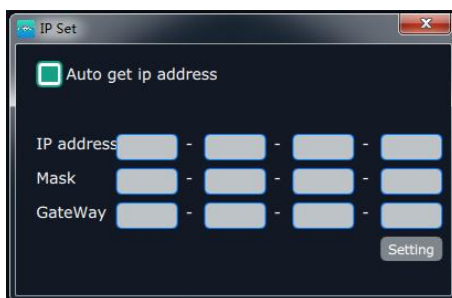 IP Set
Auto get ip address
IP address - - -
Mask - - -
GateWay - - -
Setting